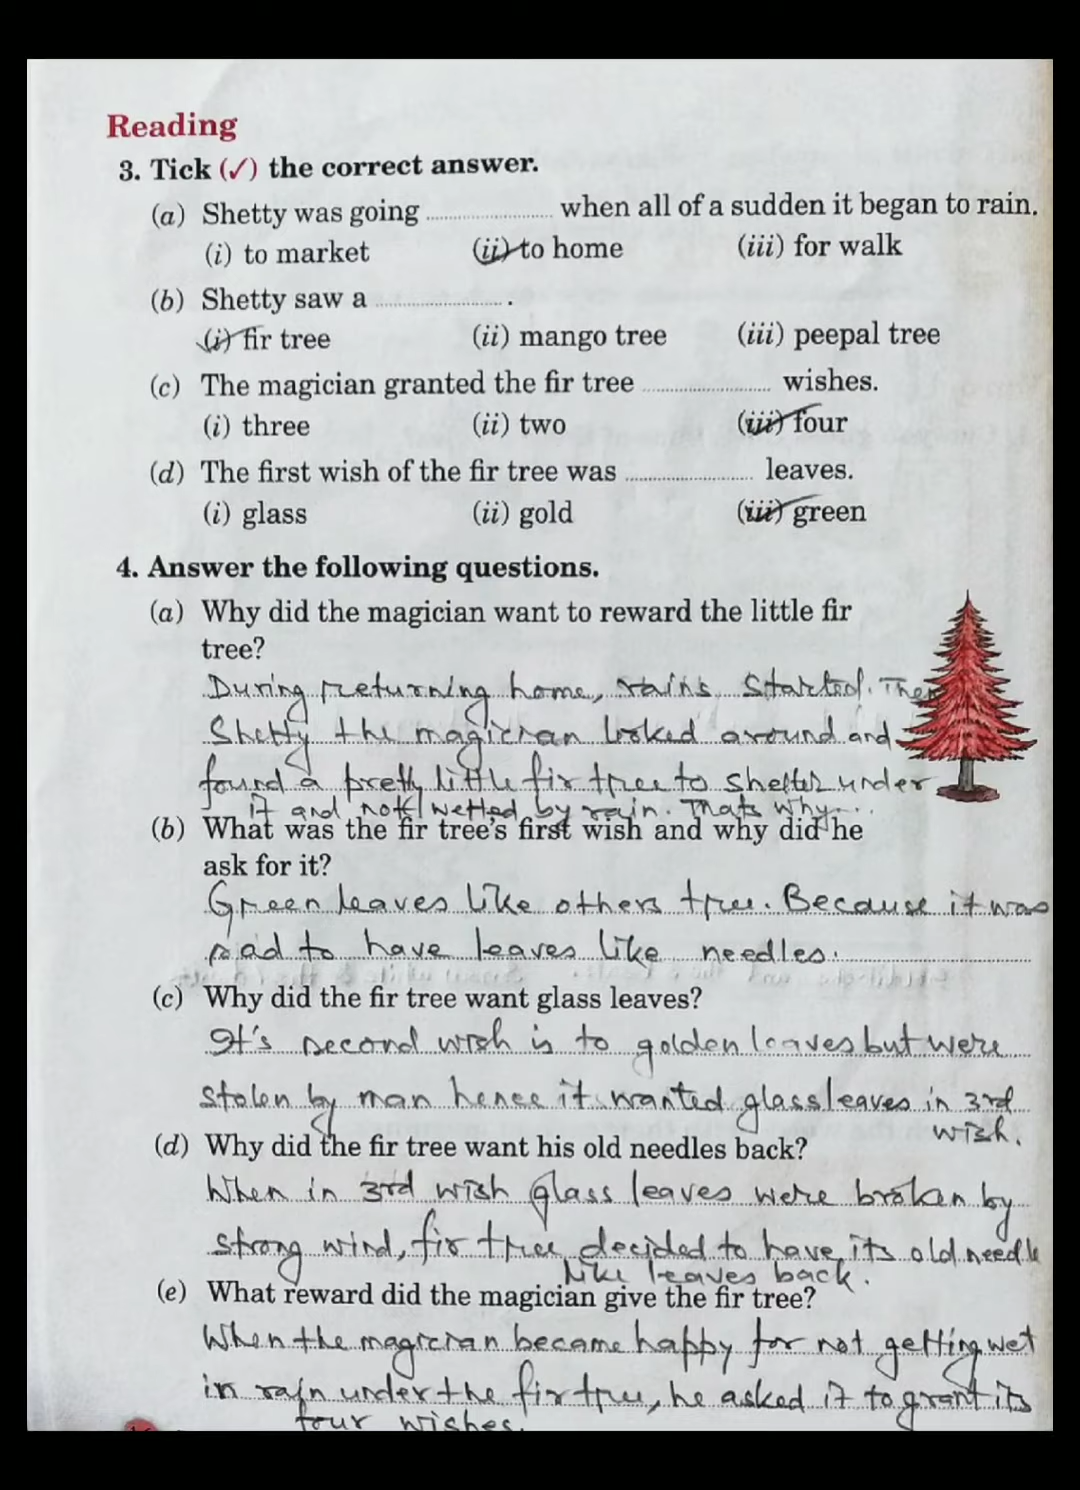 Reading
3. Tick (✓) the correct answer.
(a) Shetty was going .............. when all of a sudden it began to rain.
(i) to market (ii) to home (iii) for walk
(b) Shetty saw a .............. .
(i) fir tree (ii) mango tree (iii) peepal tree
(c) The magician granted the fir tree .............. wishes.
(i) three (ii) two (iii) four
(d) The first wish of the fir tree was .............. leaves.
(i) glass (ii) gold (iii) green
4. Answer the following questions.
(a) Why did the magician want to reward the little fir
tree?
During returning home, rains started. Then
Shetty the magician looked around and
found a pretty little fir tree to shelter under
it and not wetted by rain. Thats why...
(b) What was the fir tree's first wish and why did he
ask for it?
Green leaves like others tree. Because it was
sad to have leaves like needles.
(c) Why did the fir tree want glass leaves?
It's second wish is to golden leaves but were
stolen by man hence it wanted glass leaves in 3rd
wish.
(d) Why did the fir tree want his old needles back?
When in 3rd wish glass leaves were broken by
strong wind, fir tree decided to have its old needle
like leaves back.
(e) What reward did the magician give the fir tree?
When the magician became happy for not getting wet
in rain under the fir tree, he asked it to grant its
four wishes.